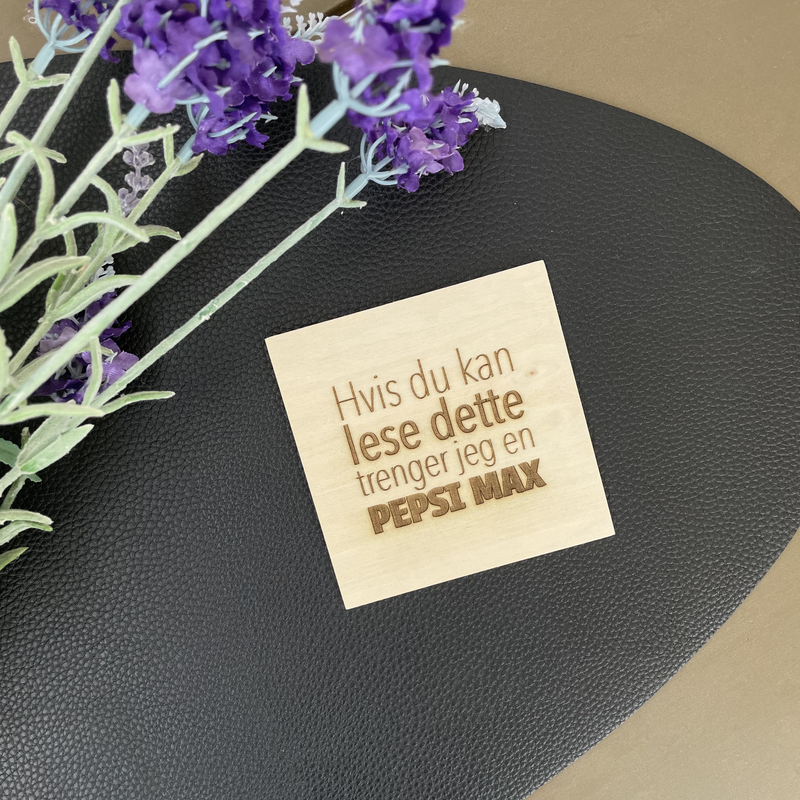 Hvis du kan
lese dette
trenger jeg en
PEPSI MAX